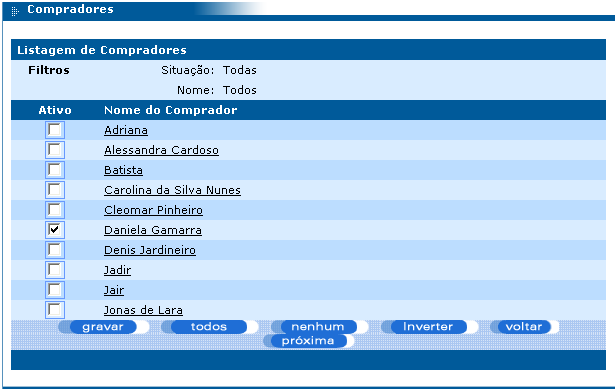 Compradores
Listagem de Compradores
Filtros Situação: Todas
Nome: Todos
Ativo Nome do Comprador
Adriana
Alessandra Cardoso
Batista
Carolina da Silva Nunes
Cleomar Pinheiro
Daniela Gamarra
Denis Jardineiro
Jadir
Jair
Jonas de Lara
gravar todos nenhum Inverter voltar
próxima